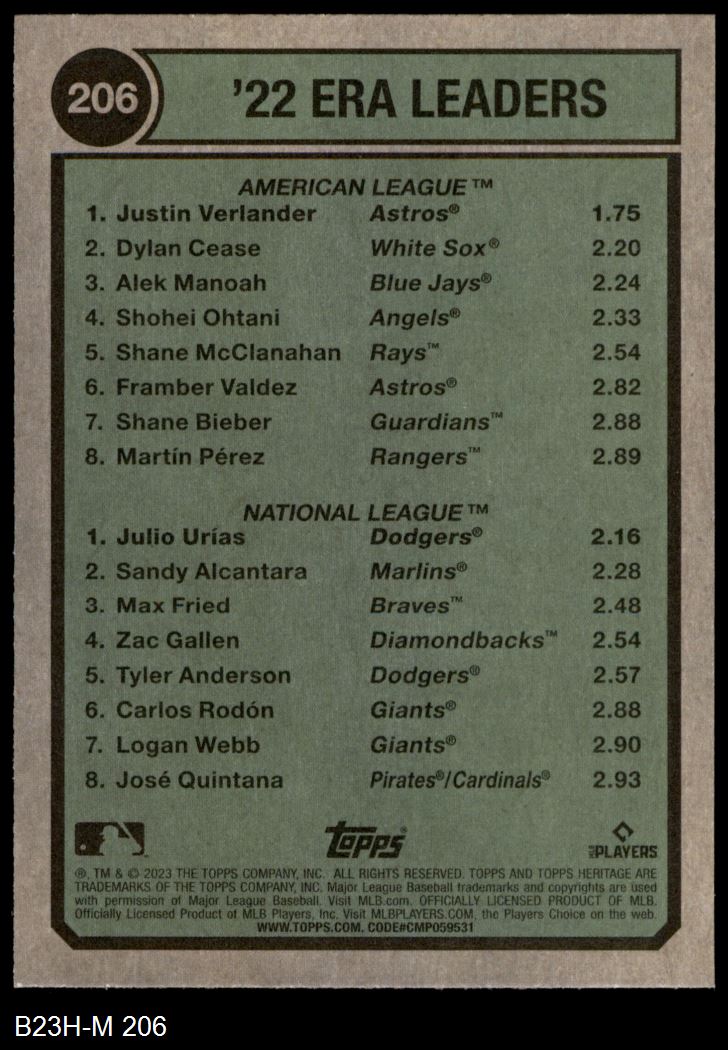 206
'22 ERA LEADERS
AMERICAN LEAGUE™
1. Justin Verlander Astros® 1.75
2. Dylan Cease White Sox® 2.20
3. Alek Manoah Blue Jays® 2.24
4. Shohei Ohtani Angels® 2.33
5. Shane McClanahan Rays™ 2.54
6. Framber Valdez Astros® 2.82
7. Shane Bieber Guardians™ 2.88
8. Martín Pérez Rangers™ 2.89
NATIONAL LEAGUE™
1. Julio Urías Dodgers® 2.16
2. Sandy Alcantara Marlins® 2.28
3. Max Fried Braves™ 2.48
4. Zac Gallen Diamondbacks™ 2.54
5. Tyler Anderson Dodgers® 2.57
6. Carlos Rodón Giants® 2.88
7. Logan Webb Giants® 2.90
8. José Quintana Pirates®/Cardinals® 2.93
topps® MLB PLAYERS
®, TM & © 2023 THE TOPPS COMPANY, INC. ALL RIGHTS RESERVED. TOPPS AND TOPPS HERITAGE ARE
TRADEMARKS OF THE TOPPS COMPANY, INC. Major League Baseball trademarks and copyrights are used
with permission of Major League Baseball. Visit MLB.com. OFFICIALLY LICENSED PRODUCT OF MLB.
Officially Licensed Product of MLB Players, Inc. Visit MLBPLAYERS.COM, the Players Choice on the web.
WWW.TOPPS.COM. CODE#CMP059531
B23H-M 206